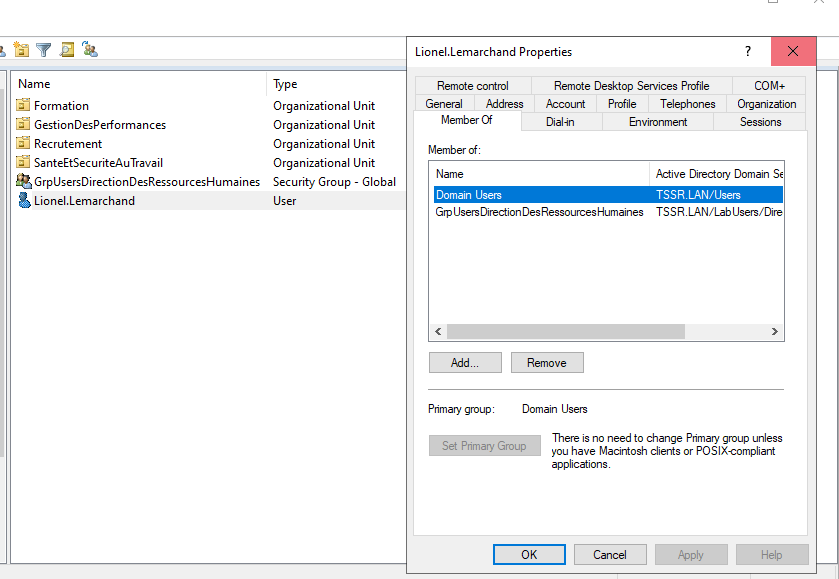 Name Type
Formation Organizational Unit
GestionDesPerformances Organizational Unit
Recrutement Organizational Unit
SanteEtSecuriteAuTravail Organizational Unit
GrpUsersDirectionDesRessourcesHumaines Security Group - Global
Lionel.Lemarchand User
Lionel.Lemarchand Properties ?
Remote control Remote Desktop Services Profile COM+
General Address Account Profile Telephones Organization
Member Of Dial-in Environment Sessions
Member of:
Name Active Directory Domain Se
Domain Users TSSR.LAN/Users
GrpUsersDirectionDesRessourcesHumaines TSSR.LAN/LabUsers/Dire
Add... Remove
Primary group: Domain Users
Set Primary Group
There is no need to change Primary group unless
you have Macintosh clients or POSIX-compliant
applications.
OK Cancel Apply Help